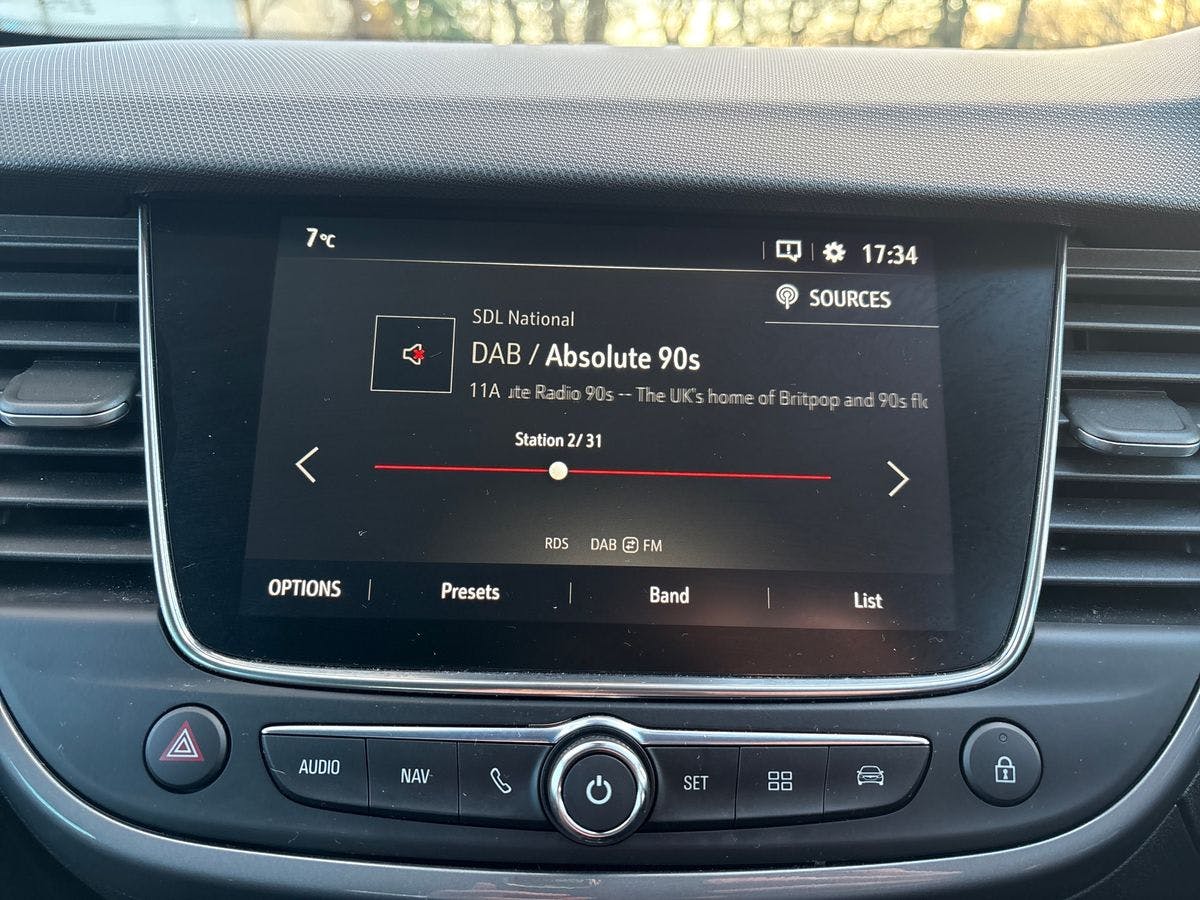 7°C 17:34
SOURCES
SDL National
DAB / Absolute 90s
11A ute Radio 90s -- The UK's home of Britpop and 90s
Station 2/31
RDS DAB FM
OPTIONS Presets Band List
AUDIO NAV SET